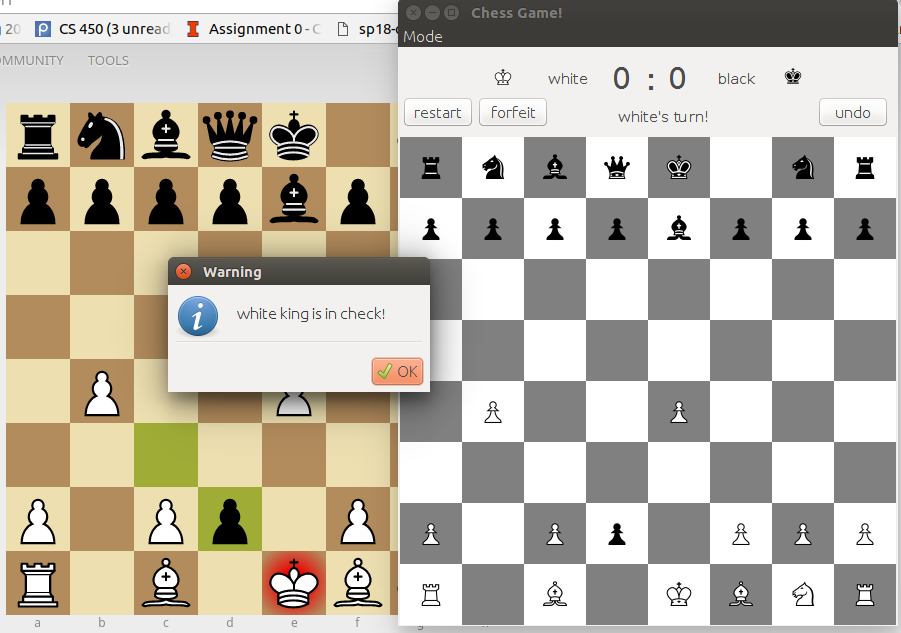 20
CS 450 (3 unread
Assignment 0 - C
sp18-
OMMUNITY
TOOLS
Chess Game!
Mode
white
0 : 0
black
restart
forfeit
white's turn!
undo
Warning
white king is in check!
OK
a b c d e f